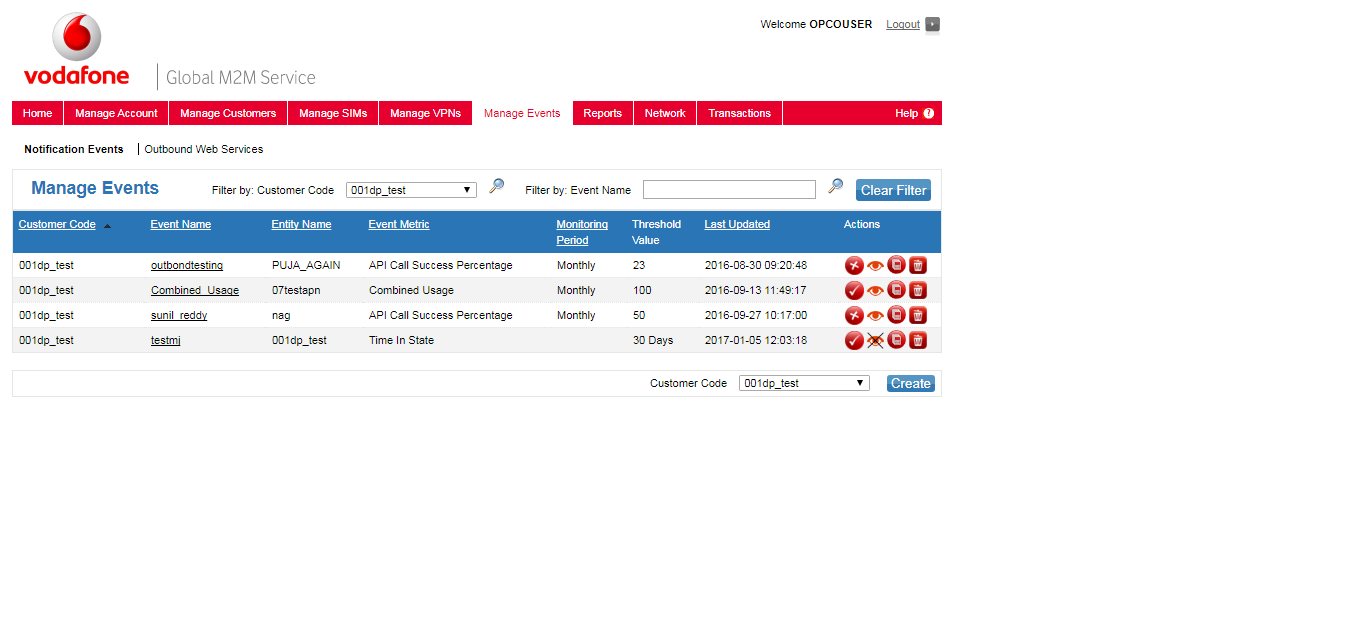 Welcome OPCOUSER Logout
vodafone Global M2M Service
Home Manage Account Manage Customers Manage SIMs Manage VPNs Manage Events Reports Network Transactions Help ?
Notification Events Outbound Web Services
Manage Events Filter by: Customer Code 001dp_test Filter by: Event Name Clear Filter
Customer Code Event Name Entity Name Event Metric Monitoring Period Threshold Value Last Updated Actions
001dp_test outbondtesting PUJA_AGAIN API Call Success Percentage Monthly 23 2016-08-30 09:20:48
001dp_test Combined_Usage 07testapn Combined Usage Monthly 100 2016-09-13 11:49:17
001dp_test sunil_reddy nag API Call Success Percentage Monthly 50 2016-09-27 10:17:00
001dp_test testmj 001dp_test Time In State 30 Days 2017-01-05 12:03:18
Customer Code 001dp_test Create